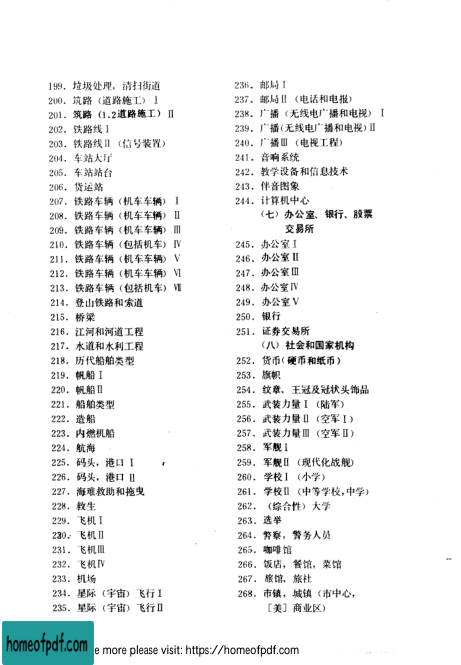 199. 垃圾处理，清扫街道
200. 筑路（道路施工）Ⅰ
201. 筑路（1.2道路施工）Ⅱ
202. 铁路线Ⅰ
203. 铁路线Ⅱ（信号装置）
204. 车站大厅
205. 车站站台
206. 货运站
207. 铁路车辆（机车车辆）Ⅰ
208. 铁路车辆（机车车辆）Ⅱ
209. 铁路车辆（机车车辆）Ⅲ
210. 铁路车辆（包括机车）Ⅳ
211. 铁路车辆（机车车辆）Ⅴ
212. 铁路车辆（机车车辆）Ⅵ
213. 铁路车辆（包括机车）Ⅶ
214. 登山铁路和索道
215. 桥梁
216. 江河和河道工程
217. 水道和水利工程
218. 历代船舶类型
219. 帆船Ⅰ
220. 帆船Ⅱ
221. 船舶类型
222. 造船
223. 内燃机船
224. 航海
225. 码头，港口Ⅰ
226. 码头，港口Ⅱ
227. 海难救助和拖曳
228. 救生
229. 飞机Ⅰ
230. 飞机Ⅱ
231. 飞机Ⅲ
232. 飞机Ⅳ
233. 机场
234. 星际（宇宙）飞行Ⅰ
235. 星际（宇宙）飞行Ⅱ
236. 邮局Ⅰ
237. 邮局Ⅱ（电话和电报）
238. 广播（无线电广播和电视）Ⅰ
239. 广播(无线电广播和电视)Ⅱ
240. 广播Ⅲ（电视工程）
241. 音响系统
242. 教学设备和信息技术
243. 伴音图象
244. 计算机中心
（七）办公室、银行、股票
交易所
245. 办公室Ⅰ
246. 办公室Ⅱ
247. 办公室Ⅲ
248. 办公室Ⅳ
249. 办公室Ⅴ
250. 银行
251. 证券交易所
（八）社会和国家机构
252. 货币（硬币和纸币）
253. 旗帜
254. 纹章、王冠及冠状头饰品
255. 武装力量Ⅰ（陆军）
256. 武装力量Ⅱ（空军Ⅰ）
257. 武装力量Ⅲ（空军Ⅱ）
258. 军舰Ⅰ
259. 军舰Ⅱ（现代化战舰）
260. 学校Ⅰ（小学）
261. 学校Ⅱ（中等学校,中学）
262. （综合性）大学
263. 选举
264. 警察，警务人员
265. 咖啡馆
266. 饭店，餐馆，菜馆
267. 旅馆，旅社
268. 市镇，城镇（市中心，
［美］商业区）
homeofpdf.com
e more please visit: https://homeofpdf.com